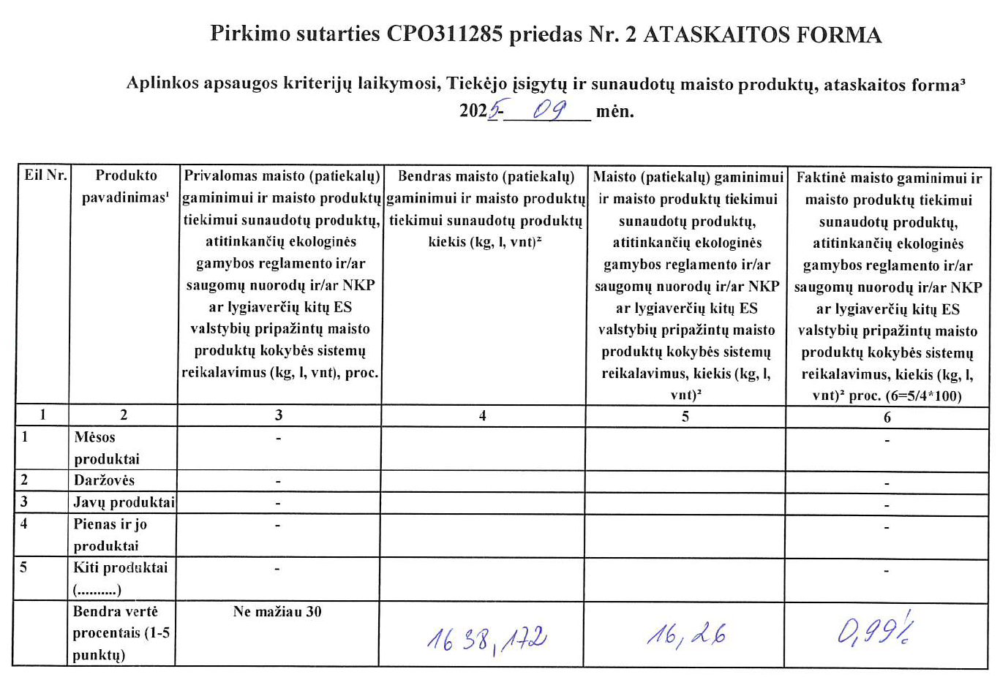 Pirkimo sutarties CPO311285 priedas Nr. 2 ATASKAITOS FORMA
Aplinkos apsaugos kriterijų laikymosi, Tiekėjo įsigytų ir sunaudotų maisto produktų, ataskaitos forma³
2025- 09 mėn.
Eil Nr.
Produkto
pavadinimas¹
Privalomas maisto (patiekalų)
gaminimui ir maisto produktų
tiekimui sunaudotų produktų,
atitinkančių ekologinės
gamybos reglamento ir/ar
saugomų nuorodų ir/ar NKP
ar lygiaverčių kitų ES
valstybių pripažintų maisto
produktų kokybės sistemų
reikalavimus (kg, l, vnt), proc.
Bendras maisto (patiekalų)
gaminimui ir maisto produktų
tiekimui sunaudotų produktų
kiekis (kg, l, vnt)²
Maisto (patiekalų) gaminimui
ir maisto produktų tiekimui
sunaudotų produktų,
atitinkančių ekologinės
gamybos reglamento ir/ar
saugomų nuorodų ir/ar NKP
ar lygiaverčių kitų ES
valstybių pripažintų maisto
produktų kokybės sistemų
reikalavimus, kiekis (kg, l,
vnt)²
Faktinė maisto gaminimui ir
maisto produktų tiekimui
sunaudotų produktų,
atitinkančių ekologinės
gamybos reglamento ir/ar
saugomų nuorodų ir/ar NKP
ar lygiaverčių kitų ES
valstybių pripažintų maisto
produktų kokybės sistemų
reikalavimus, kiekis (kg, l,
vnt)² proc. (6=5/4*100)
1 2 3 4 5 6
1 Mėsos - -
produktai
2 Daržovės - -
3 Javų produktai - -
4 Pienas ir jo - -
produktai
5 Kiti produktai - -
(..........)
Bendra vertė
procentais (1-5
punktų)
Ne mažiau 30
1638,172
16,26
0,99%